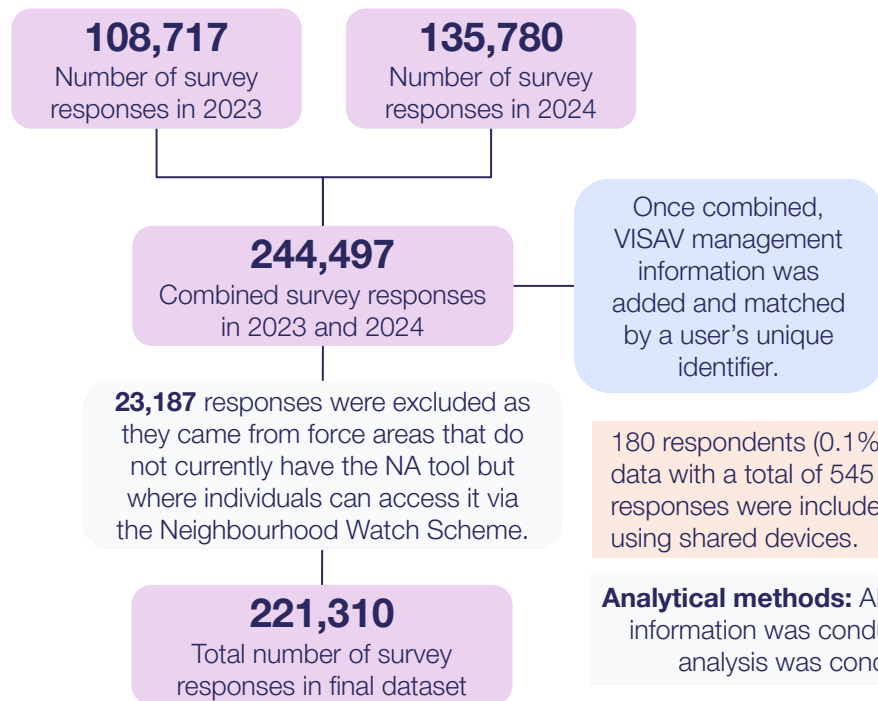 108,717
Number of survey
responses in 2023
135,780
Number of survey
responses in 2024
244,497
Combined survey responses
in 2023 and 2024
Once combined,
VISAV management
information was
added and matched
by a user's unique
identifier.
23,187 responses were excluded as
they came from force areas that do
not currently have the NA tool but
where individuals can access it via
the Neighbourhood Watch Scheme.
180 respondents (0.1%
data with a total of 545
responses were include
using shared devices.
Analytical methods:
information was condu
analysis was conc
221,310
Total number of survey
responses in final dataset